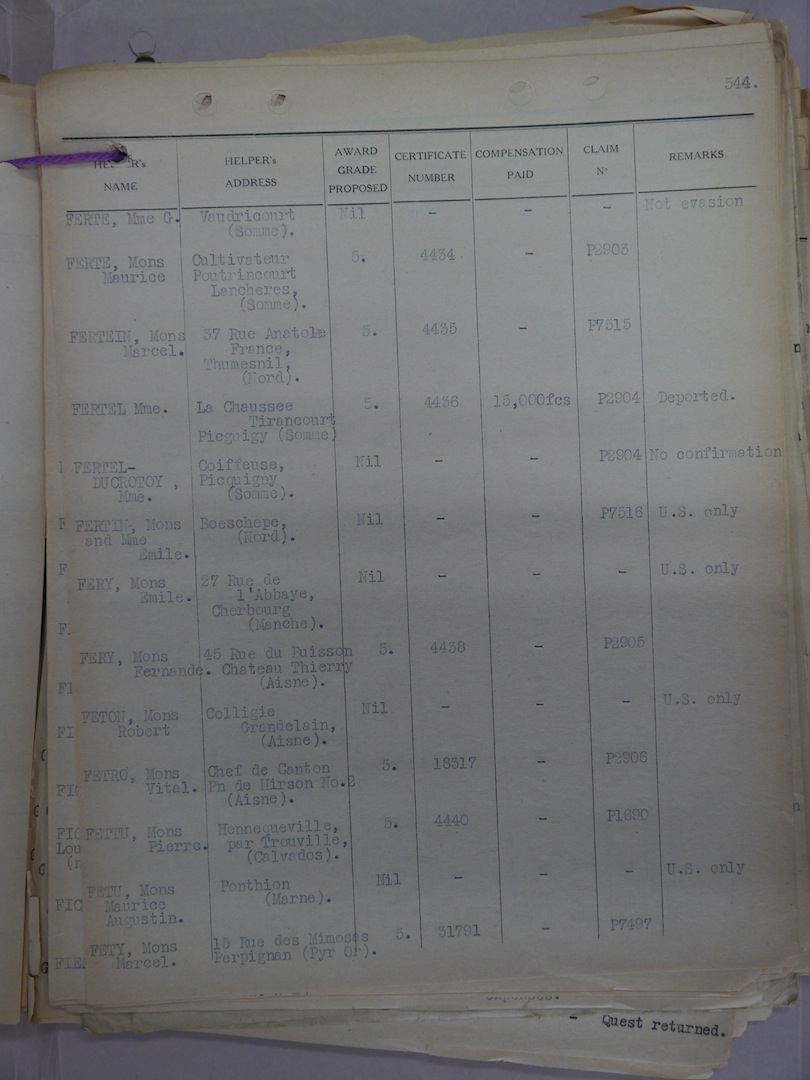 544.
HELPER's NAME | HELPER's ADDRESS | AWARD GRADE PROPOSED | CERTIFICATE NUMBER | COMPENSATION PAID | CLAIM N° | REMARKS
FERTE, Mme G. | Vaudricourt | Nil | - | - | - | Not evasion
(Somme).
FERTE, Mons | Cultivateur | 5. | 4434 | - | P2903
Maurice | Poutrincourt
Lancheres,
(Somme).
FERTEIN, Mons | 37 Rue Anatole | 5. | 4435 | - | P7515
Marcel. | France,
Thumesnil,
(Nord).
FERTEL Mme. | La Chaussee | 5. | 4436 | 15,000fcs | P2904 | Deported.
Tirancourt
Picguigy (Somme)
FERTEL- | Coiffeuse, | Nil | - | - | P2904 | No confirmation
DUCROTOY , | Picquigny
Mme. | (Somme).
FERTIN, Mons | Boeschepe, | Nil | - | - | P7516 | U.S. only
and Mme | (Nord).
Emile.
FERY, Mons | 27 Rue de | Nil | - | - | - | U.S. only
Emile. | l'Abbaye,
Cherbourg
(Manche).
FERY, Mons | 45 Rue du Buisson | 5. | 4438 | - | P2905
Fernande. | Chateau Thierry
(Aisne).
FETON, Mons | Colligie | Nil | - | - | - | U.S. only
Robert | Grandelain,
(Aisne).
FETRO, Mons | Chef de Canton | 5. | 18317 | - | P2906
Vital. | Pn de Hirson No.2
(Aisne).
FETTU, Mons | Hennequeville, | 5. | 4440 | - | P1690
Pierre. | par Trouville,
(Calvados).
FETU, Mons | Ponthion | Nil | - | - | - | U.S. only
Maurice | (Marne).
Augustin.
FETY, Mons | 15 Rue des Mimosas | 5. | 31791 | - | P7497
Marcel. | Perpignan (Pyr Or).
- Quest returned.